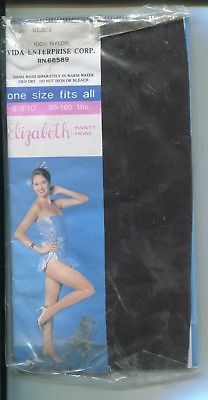 BLACK
100% NYLON
VIDA ENTERPRISE CORP.
RN 68589
HAND WASH SEPARATELY IN WARM WATER
DRIP DRY DO NOT IRON OR BLEACH
one size fits all
5'-5'10" 90-160 lbs
Elizabeth PANTY
HOSE